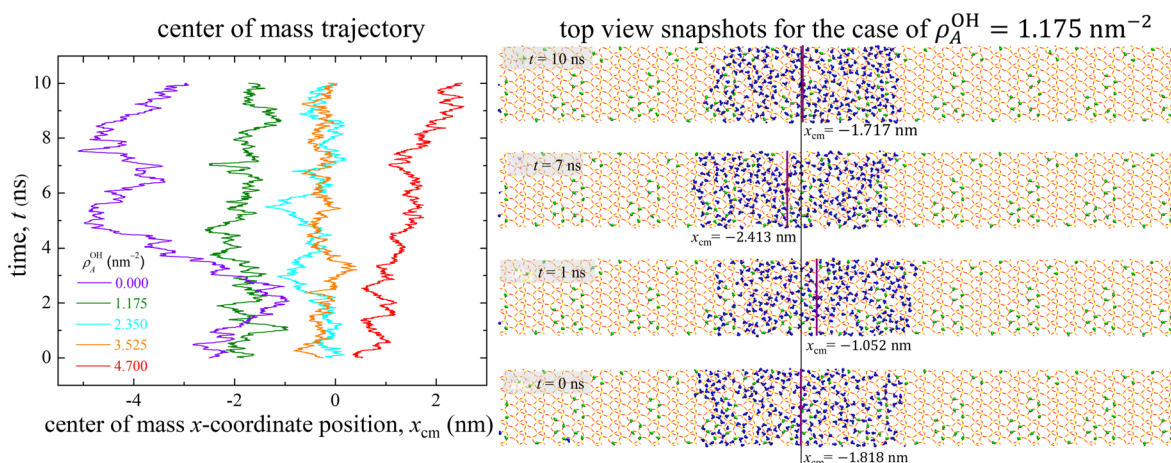 center of mass trajectory
10
8
6
4
2
0
time, t (ns)
ρ_A^OH (nm⁻²)
0.000
1.175
2.350
3.525
4.700
-4
-2
0
2
center of mass x-coordinate position, x_cm (nm)
top view snapshots for the case of ρ_A^OH = 1.175 nm⁻²
t = 10 ns
x_cm= −1.717 nm
t = 7 ns
x_cm= −2.413 nm
t = 1 ns
x_cm= −1.052 nm
t = 0 ns
x_cm= −1.818 nm